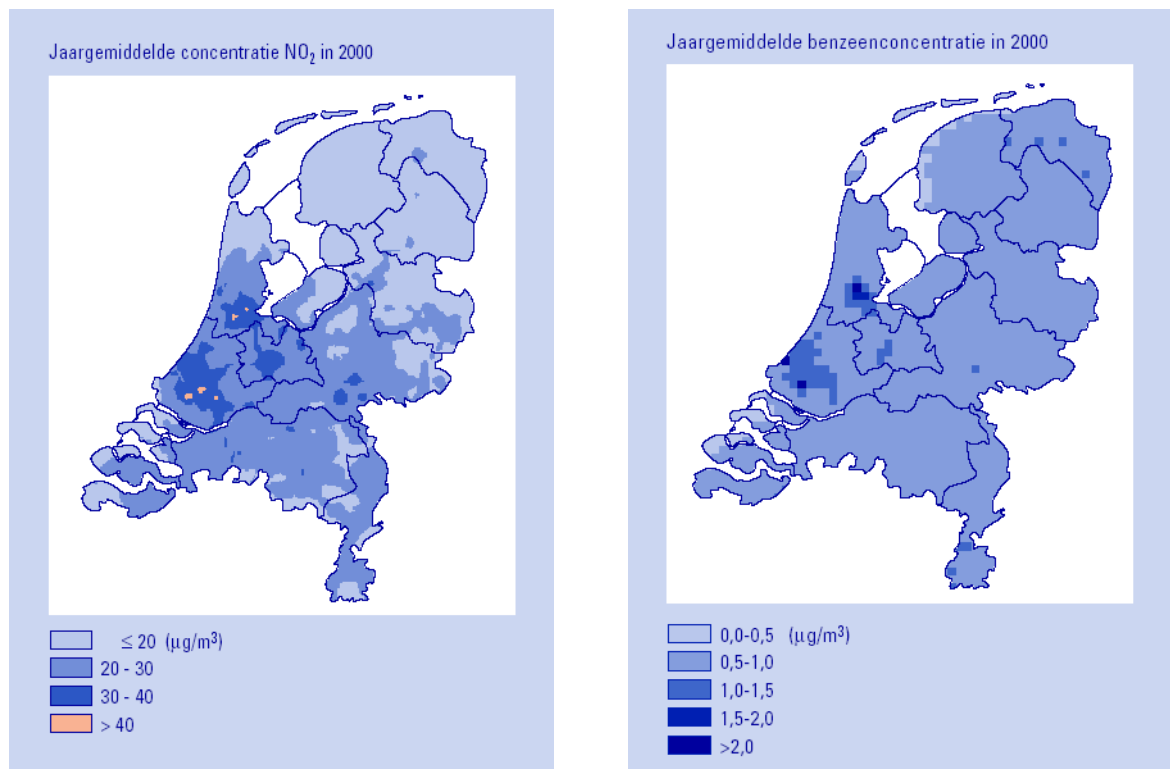 Jaargemiddelde concentratie NO₂ in 2000
≤ 20 (μg/m³)
20 - 30
30 - 40
> 40
Jaargemiddelde benzeenconcentratie in 2000
0,0-0,5 (μg/m³)
0,5-1,0
1,0-1,5
1,5-2,0
>2,0